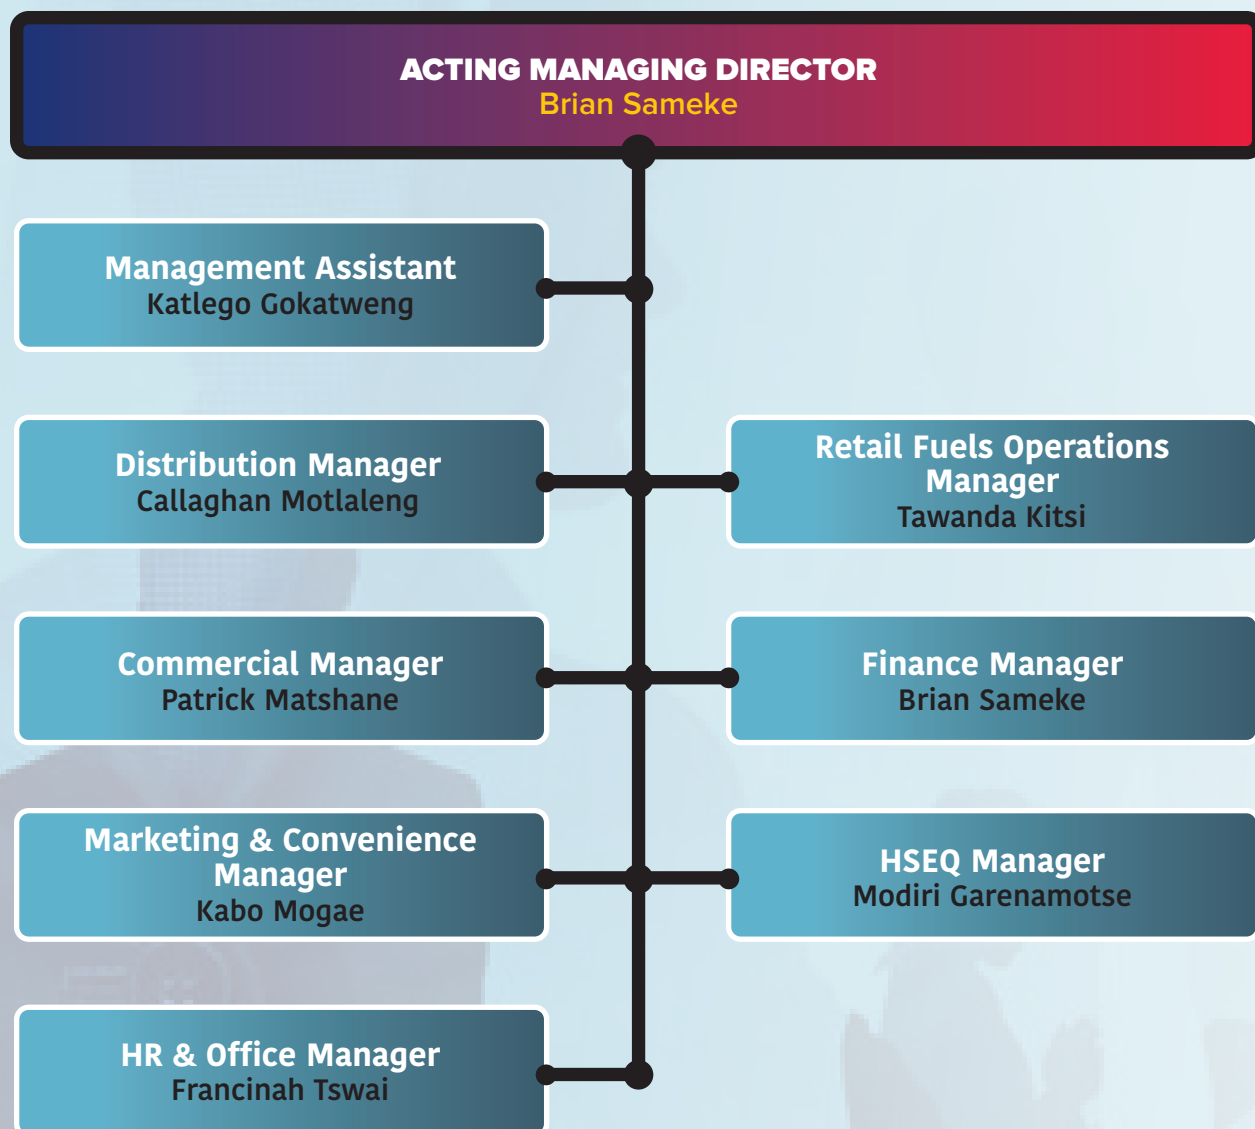 ACTING MANAGING DIRECTOR
Brian Sameke
Management Assistant
Katlego Gokatweng
Distribution Manager
Callaghan Motlaleng
Retail Fuels Operations
Manager
Tawanda Kitsi
Commercial Manager
Patrick Matshane
Finance Manager
Brian Sameke
Marketing & Convenience
Manager
Kabo Mogae
HSEQ Manager
Modiri Garenamotse
HR & Office Manager
Francinah Tswai